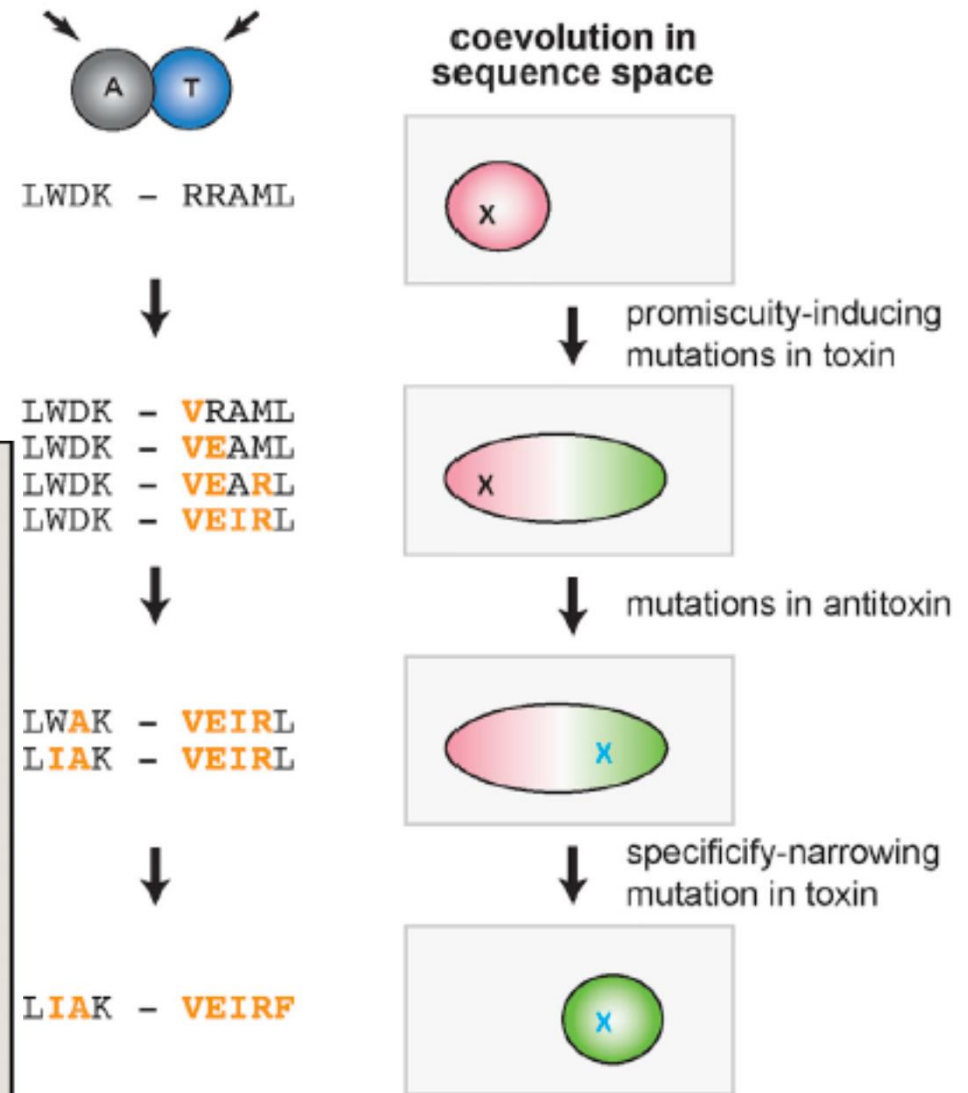 A T
LWDK – RRAML
LWDK – VRAML
LWDK – VEAML
LWDK – VEARL
LWDK – VEIRL
LWAK – VEIRL
LIAK – VEIRL
LIAK – VEIRF
coevolution in
sequence space
X
promiscuity-inducing
mutations in toxin
X
mutations in antitoxin
X
specificify-narrowing
mutation in toxin
X